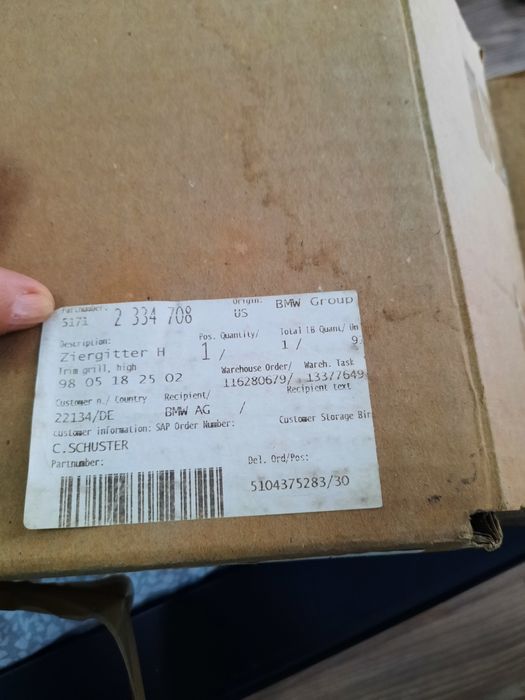 Partnumber: Origin: BMW Group
5171 2 334 708 US
Description: Pos. Quantity/ Total LB Quant/ Un
Ziergitter H 1 / 1 / 9
Trim grill, high Warehouse Order/ Wareh. Task
98 05 18 25 02 116280679/ 13377649
Customer n./ Country Recipient/ Recipient text
22134/DE BMW AG /
Customer information: SAP Order Number: Customer Storage Bin
C.SCHUSTER
Partnumber: Del. Ord/Pos:
5104375283/30